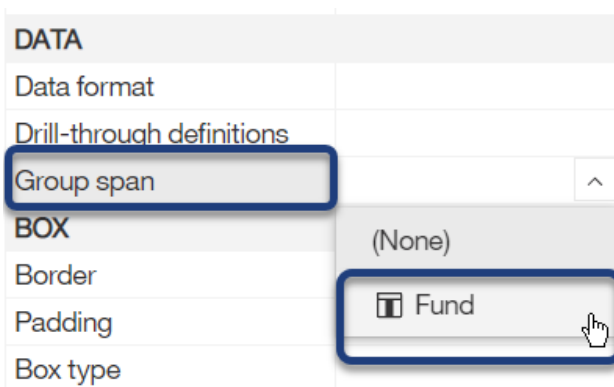 DATA
Data format
Drill-through definitions
Group span
BOX
(None)
Border
Fund
Padding
Box type